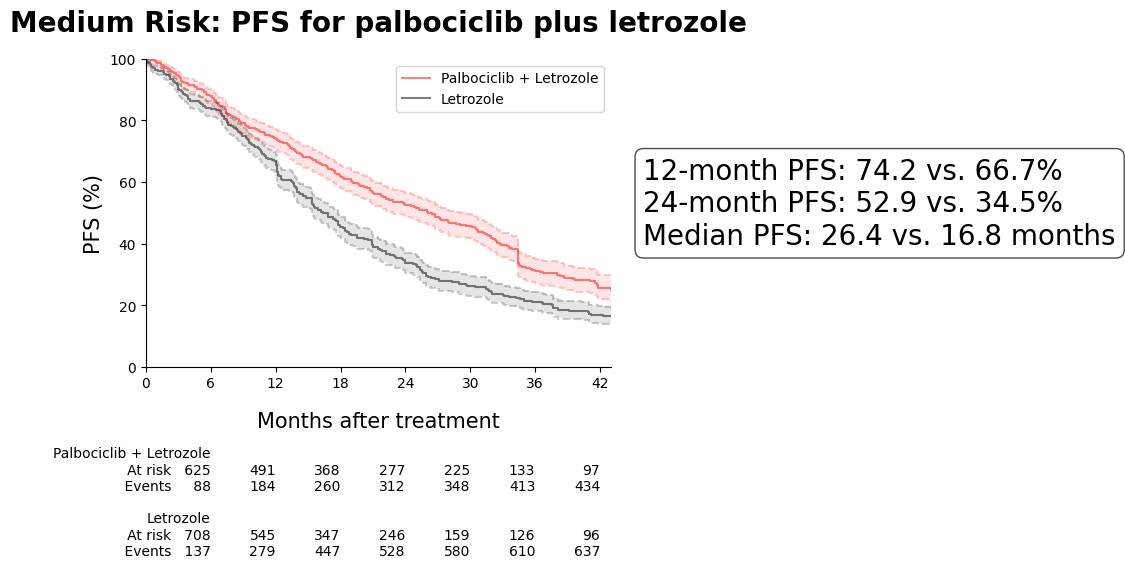 Medium Risk: PFS for palbociclib plus letrozole
100
80
60
40
20
0
PFS (%)
Palbociclib + Letrozole
Letrozole
0 6 12 18 24 30 36 42
Months after treatment
12-month PFS: 74.2 vs. 66.7%
24-month PFS: 52.9 vs. 34.5%
Median PFS: 26.4 vs. 16.8 months
Palbociclib + Letrozole
At risk 625 491 368 277 225 133 97
Events 88 184 260 312 348 413 434
Letrozole
At risk 708 545 347 246 159 126 96
Events 137 279 447 528 580 610 637